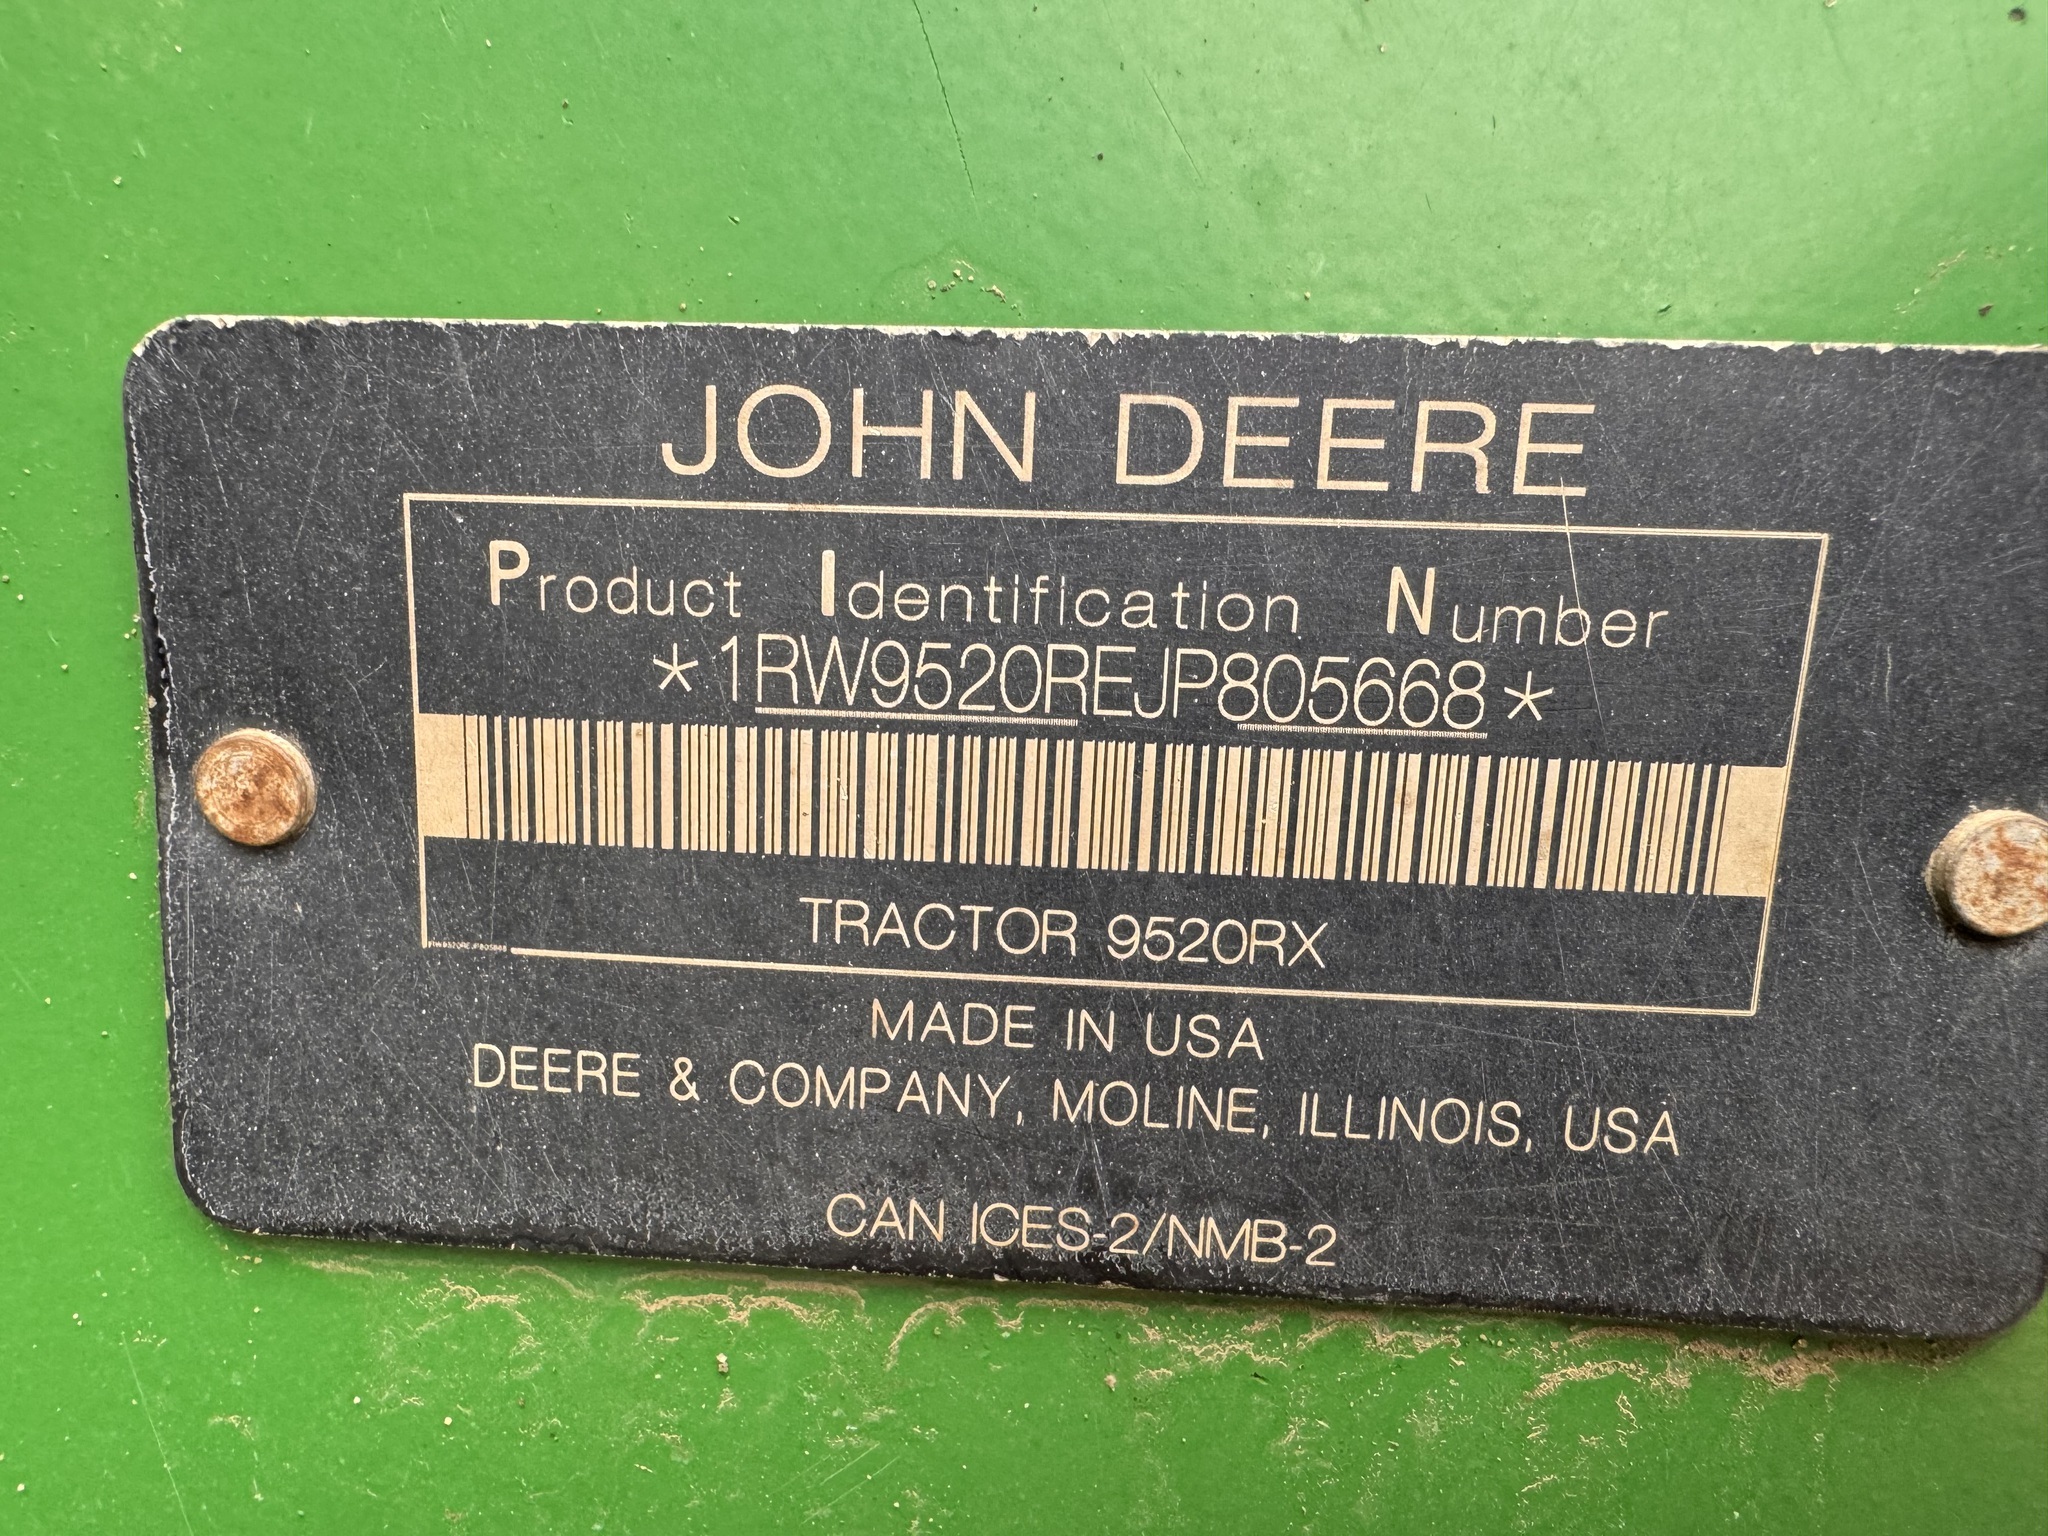 JOHN DEERE
Product Identification Number
*1RW9520REJP805668*
TRACTOR 9520RX
1RW9520REJP805668
MADE IN USA
DEERE & COMPANY, MOLINE, ILLINOIS, USA
CAN ICES-2/NMB-2